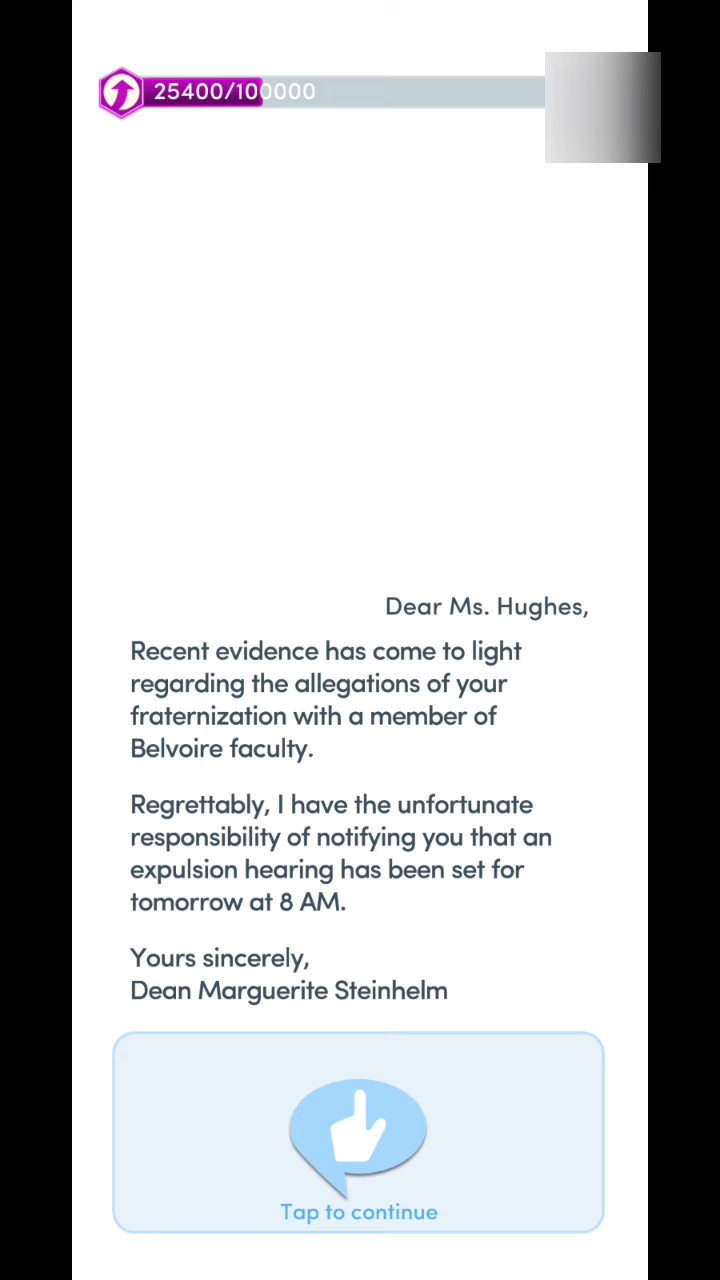 25400/100000
Dear Ms. Hughes,
Recent evidence has come to light
regarding the allegations of your
fraternization with a member of
Belvoire faculty.
Regrettably, I have the unfortunate
responsibility of notifying you that an
expulsion hearing has been set for
tomorrow at 8 AM.
Yours sincerely,
Dean Marguerite Steinhelm
Tap to continue